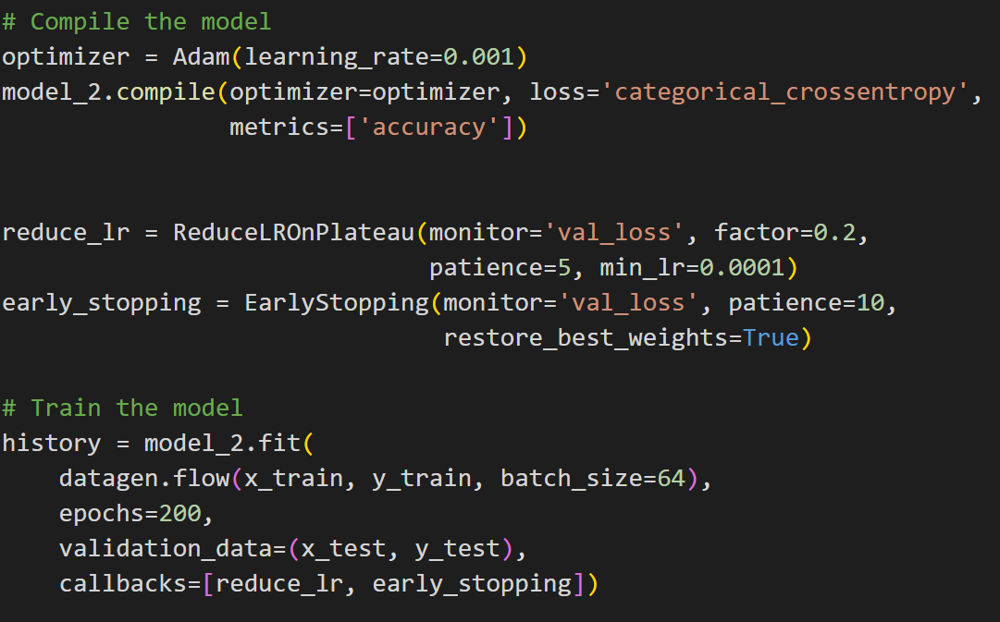 # Compile the model
optimizer = Adam(learning_rate=0.001)
model_2.compile(optimizer=optimizer, loss='categorical_crossentropy',
                metrics=['accuracy'])
reduce_lr = ReduceLROnPlateau(monitor='val_loss', factor=0.2,
                              patience=5, min_lr=0.0001)
early_stopping = EarlyStopping(monitor='val_loss', patience=10,
                               restore_best_weights=True)
# Train the model
history = model_2.fit(
    datagen.flow(x_train, y_train, batch_size=64),
    epochs=200,
    validation_data=(x_test, y_test),
    callbacks=[reduce_lr, early_stopping])